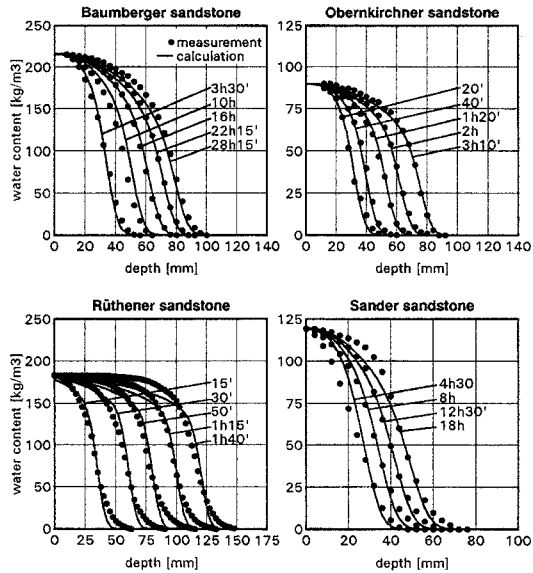 Baumberger sandstone
water content [kg/m3]
250
200
150
100
50
0
measurement
calculation
3h30'
10h
16h
22h15'
28h15'
0 20 40 60 80 100 120 140
depth [mm]
Obernkirchner sandstone
125
100
75
50
25
0
20'
40'
1h20'
2h
3h10'
0 20 40 60 80 100 140
depth [mm]
Rüthener sandstone
water content [kg/m3]
250
200
150
100
50
0
15'
30'
50'
1h15'
1h40'
0 25 50 75 100 125 150 175
depth [mm]
Sander sandstone
125
100
75
50
25
0
4h30
8h
12h30'
18h
0 20 40 60 80 100
depth [mm]